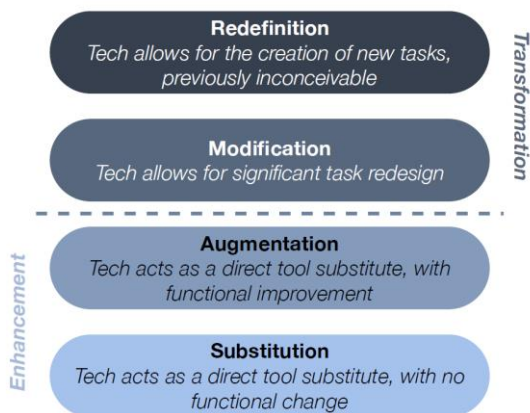 Redefinition
Tech allows for the creation of new tasks,
previously inconceivable
Transformation
Modification
Tech allows for significant task redesign
Augmentation
Tech acts as a direct tool substitute, with
functional improvement
Enhancement
Substitution
Tech acts as a direct tool substitute, with no
functional change